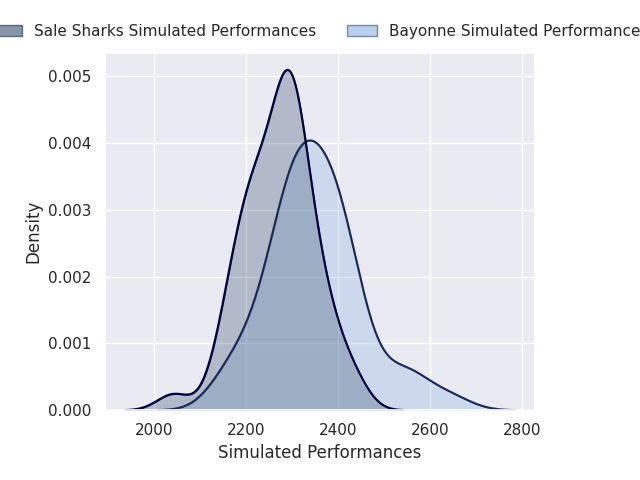 Sale Sharks Simulated Performances Bayonne Simulated Performance
0.005
0.004
0.003
0.002
0.001
0.000
Density
2000 2200 2400 2600 2800
Simulated Performances